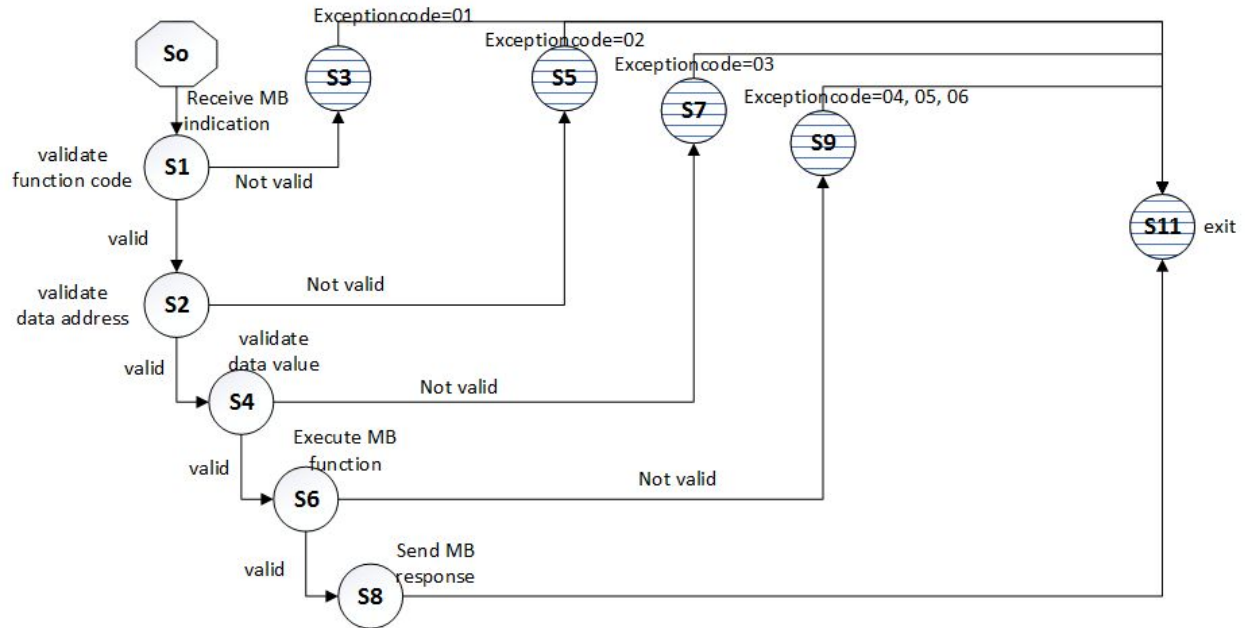 Exceptioncode=01
So
Exceptioncode=02
S3
S5
Exceptioncode=03
Receive MB
indication
Exceptioncode=04, 05, 06
S7
S9
validate
function code
S1
Not valid
S11
exit
valid
Not valid
validate
data address
S2
validate
data value
valid
Not valid
S4
Execute MB
function
valid
Not valid
S6
Send MB
response
valid
S8